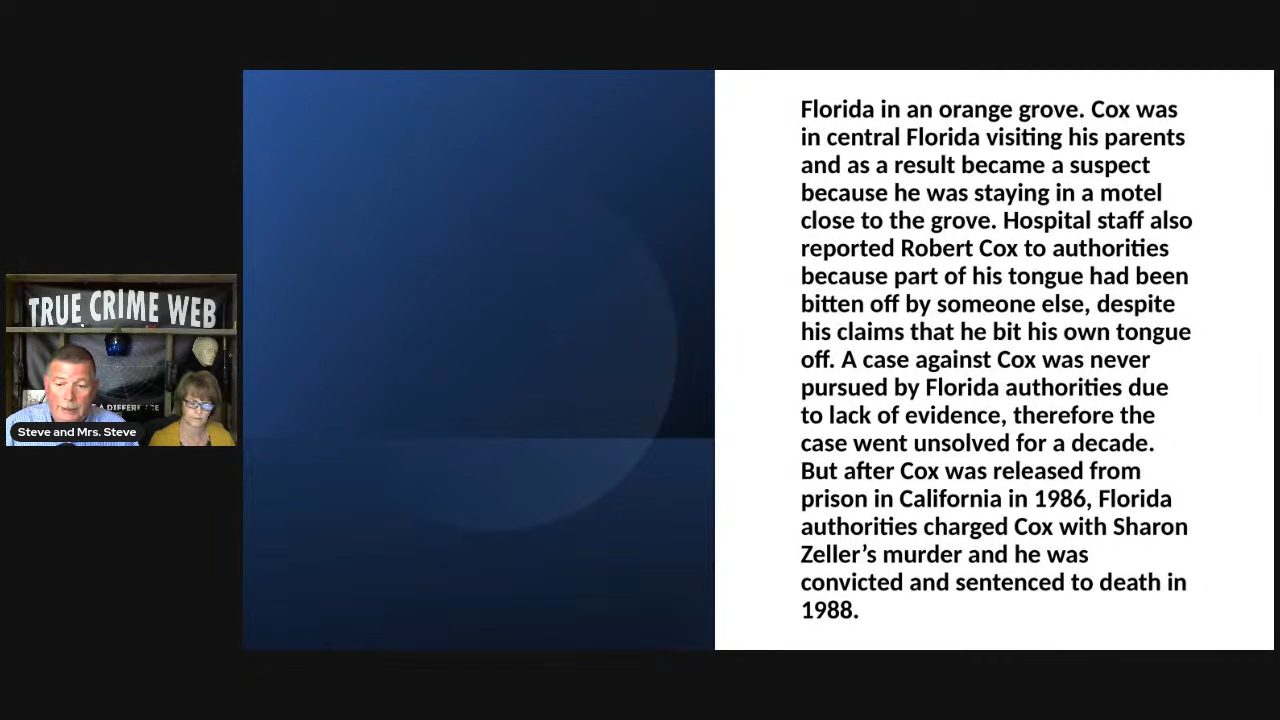 Florida in an orange grove. Cox was
in central Florida visiting his parents
and as a result became a suspect
because he was staying in a motel
close to the grove. Hospital staff also
reported Robert Cox to authorities
because part of his tongue had been
bitten off by someone else, despite
his claims that he bit his own tongue
off. A case against Cox was never
pursued by Florida authorities due
to lack of evidence, therefore the
case went unsolved for a decade.
But after Cox was released from
prison in California in 1986, Florida
authorities charged Cox with Sharon
Zeller’s murder and he was
convicted and sentenced to death in
1988.
TRUE CRIME WEB
A DIFFERENCE
Steve and Mrs. Steve